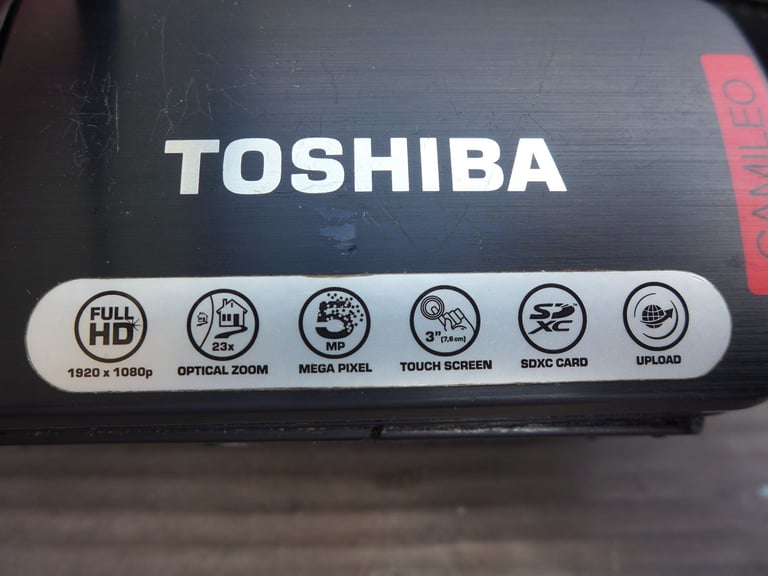 TOSHIBA
CAMILEO
FULL HD
1920 x 1080p
23x
OPTICAL ZOOM
5 MP
MEGA PIXEL
3" (7,6 cm)
TOUCH SCREEN
SD XC
SDXC CARD
UPLOAD